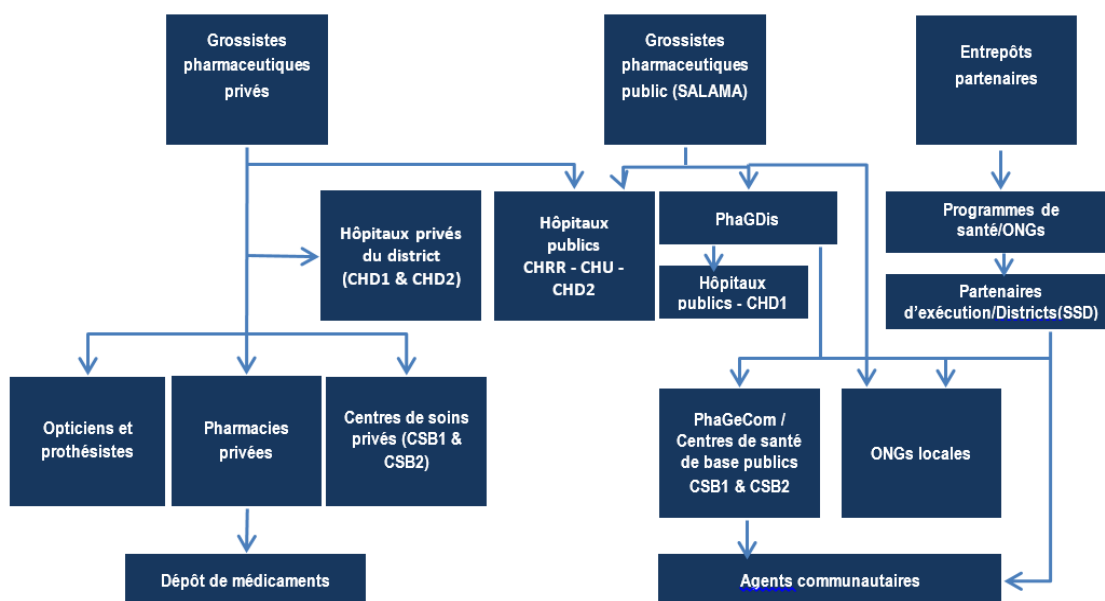 Grossistes
pharmaceutiques
privés
Grossistes
pharmaceutiques
public (SALAMA)
Entrepôts
partenaires
Hôpitaux privés
du district
(CHD1 & CHD2)
Hôpitaux
publics
CHRR - CHU -
CHD2
PhaGDis
Hôpitaux
publics - CHD1
Programmes de
santé/ONGs
Partenaires
d'exécution/Districts(SSD)
Opticiens et
prothésistes
Pharmacies
privées
Centres de soins
privés (CSB1 &
CSB2)
PhaGeCom /
Centres de santé
de base publics
CSB1 & CSB2
ONGs locales
Dépôt de médicaments
Agents communautaires